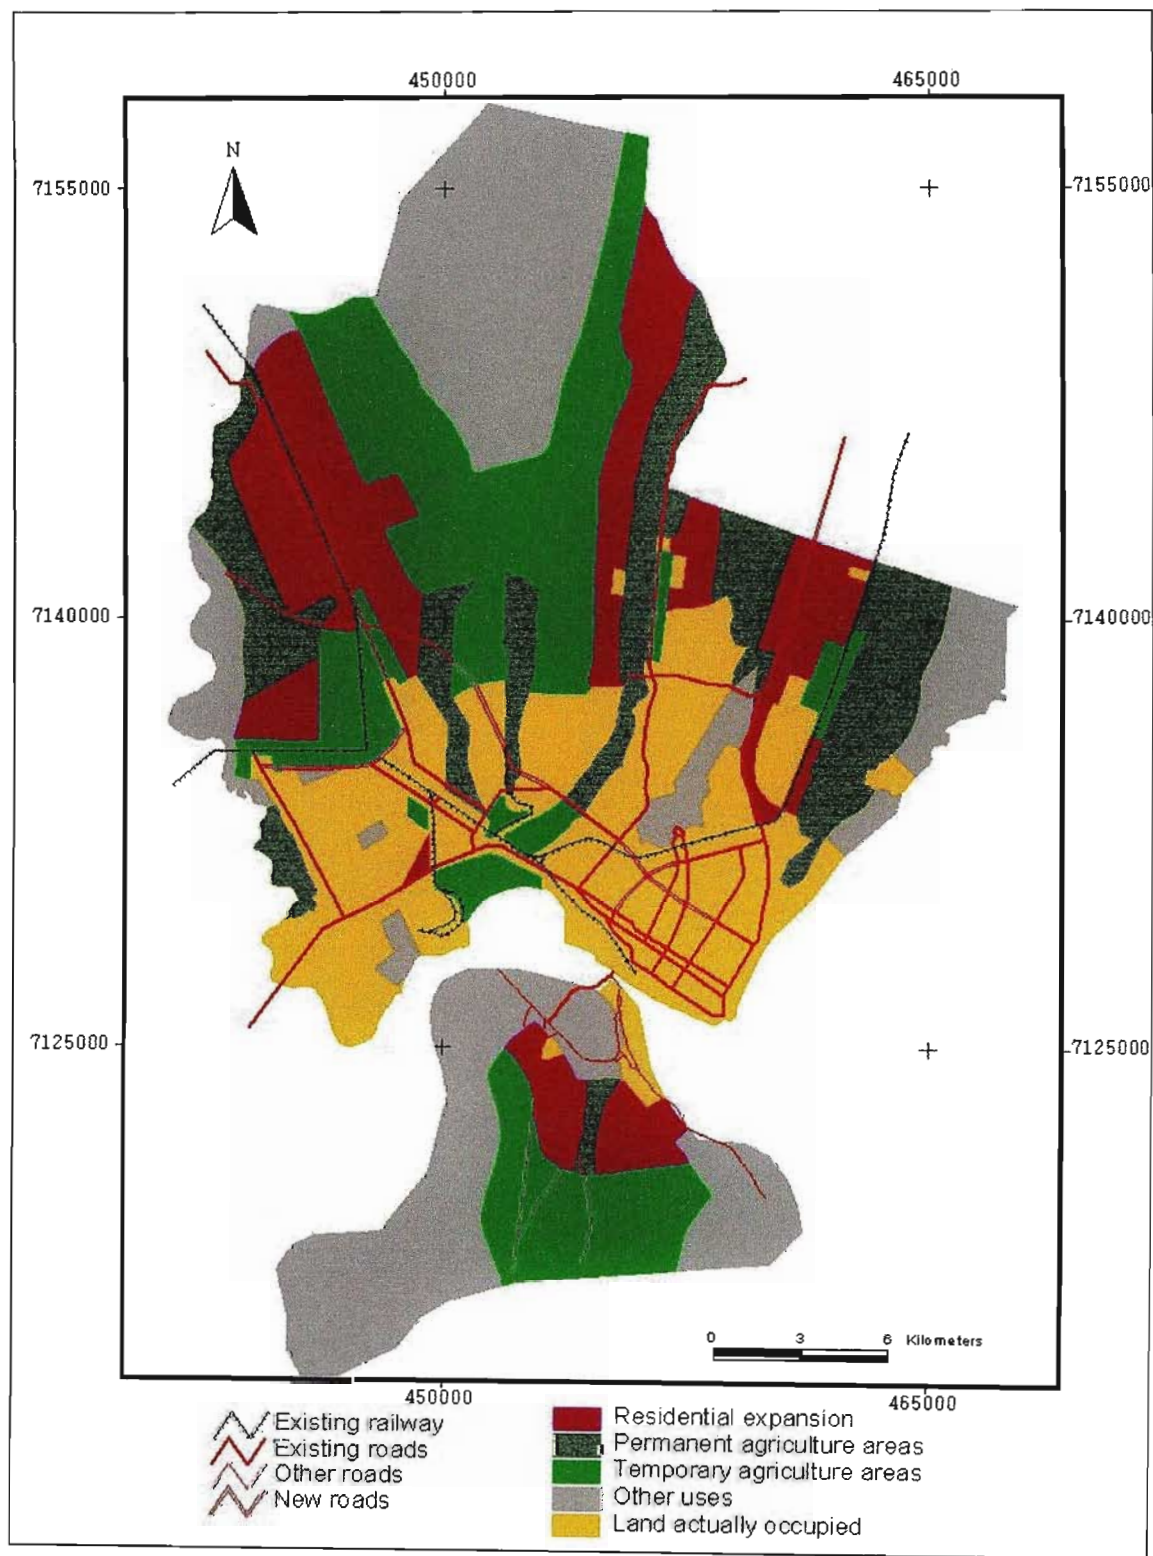 450000 465000
N
7155000 7155000
7140000 7140000
7125000 7125000
0 3 6 Kilometers
450000 465000
Existing railway
Existing roads
Other roads
New roads
Residential expansion
Permanent agriculture areas
Temporary agriculture areas
Other uses
Land actually occupied